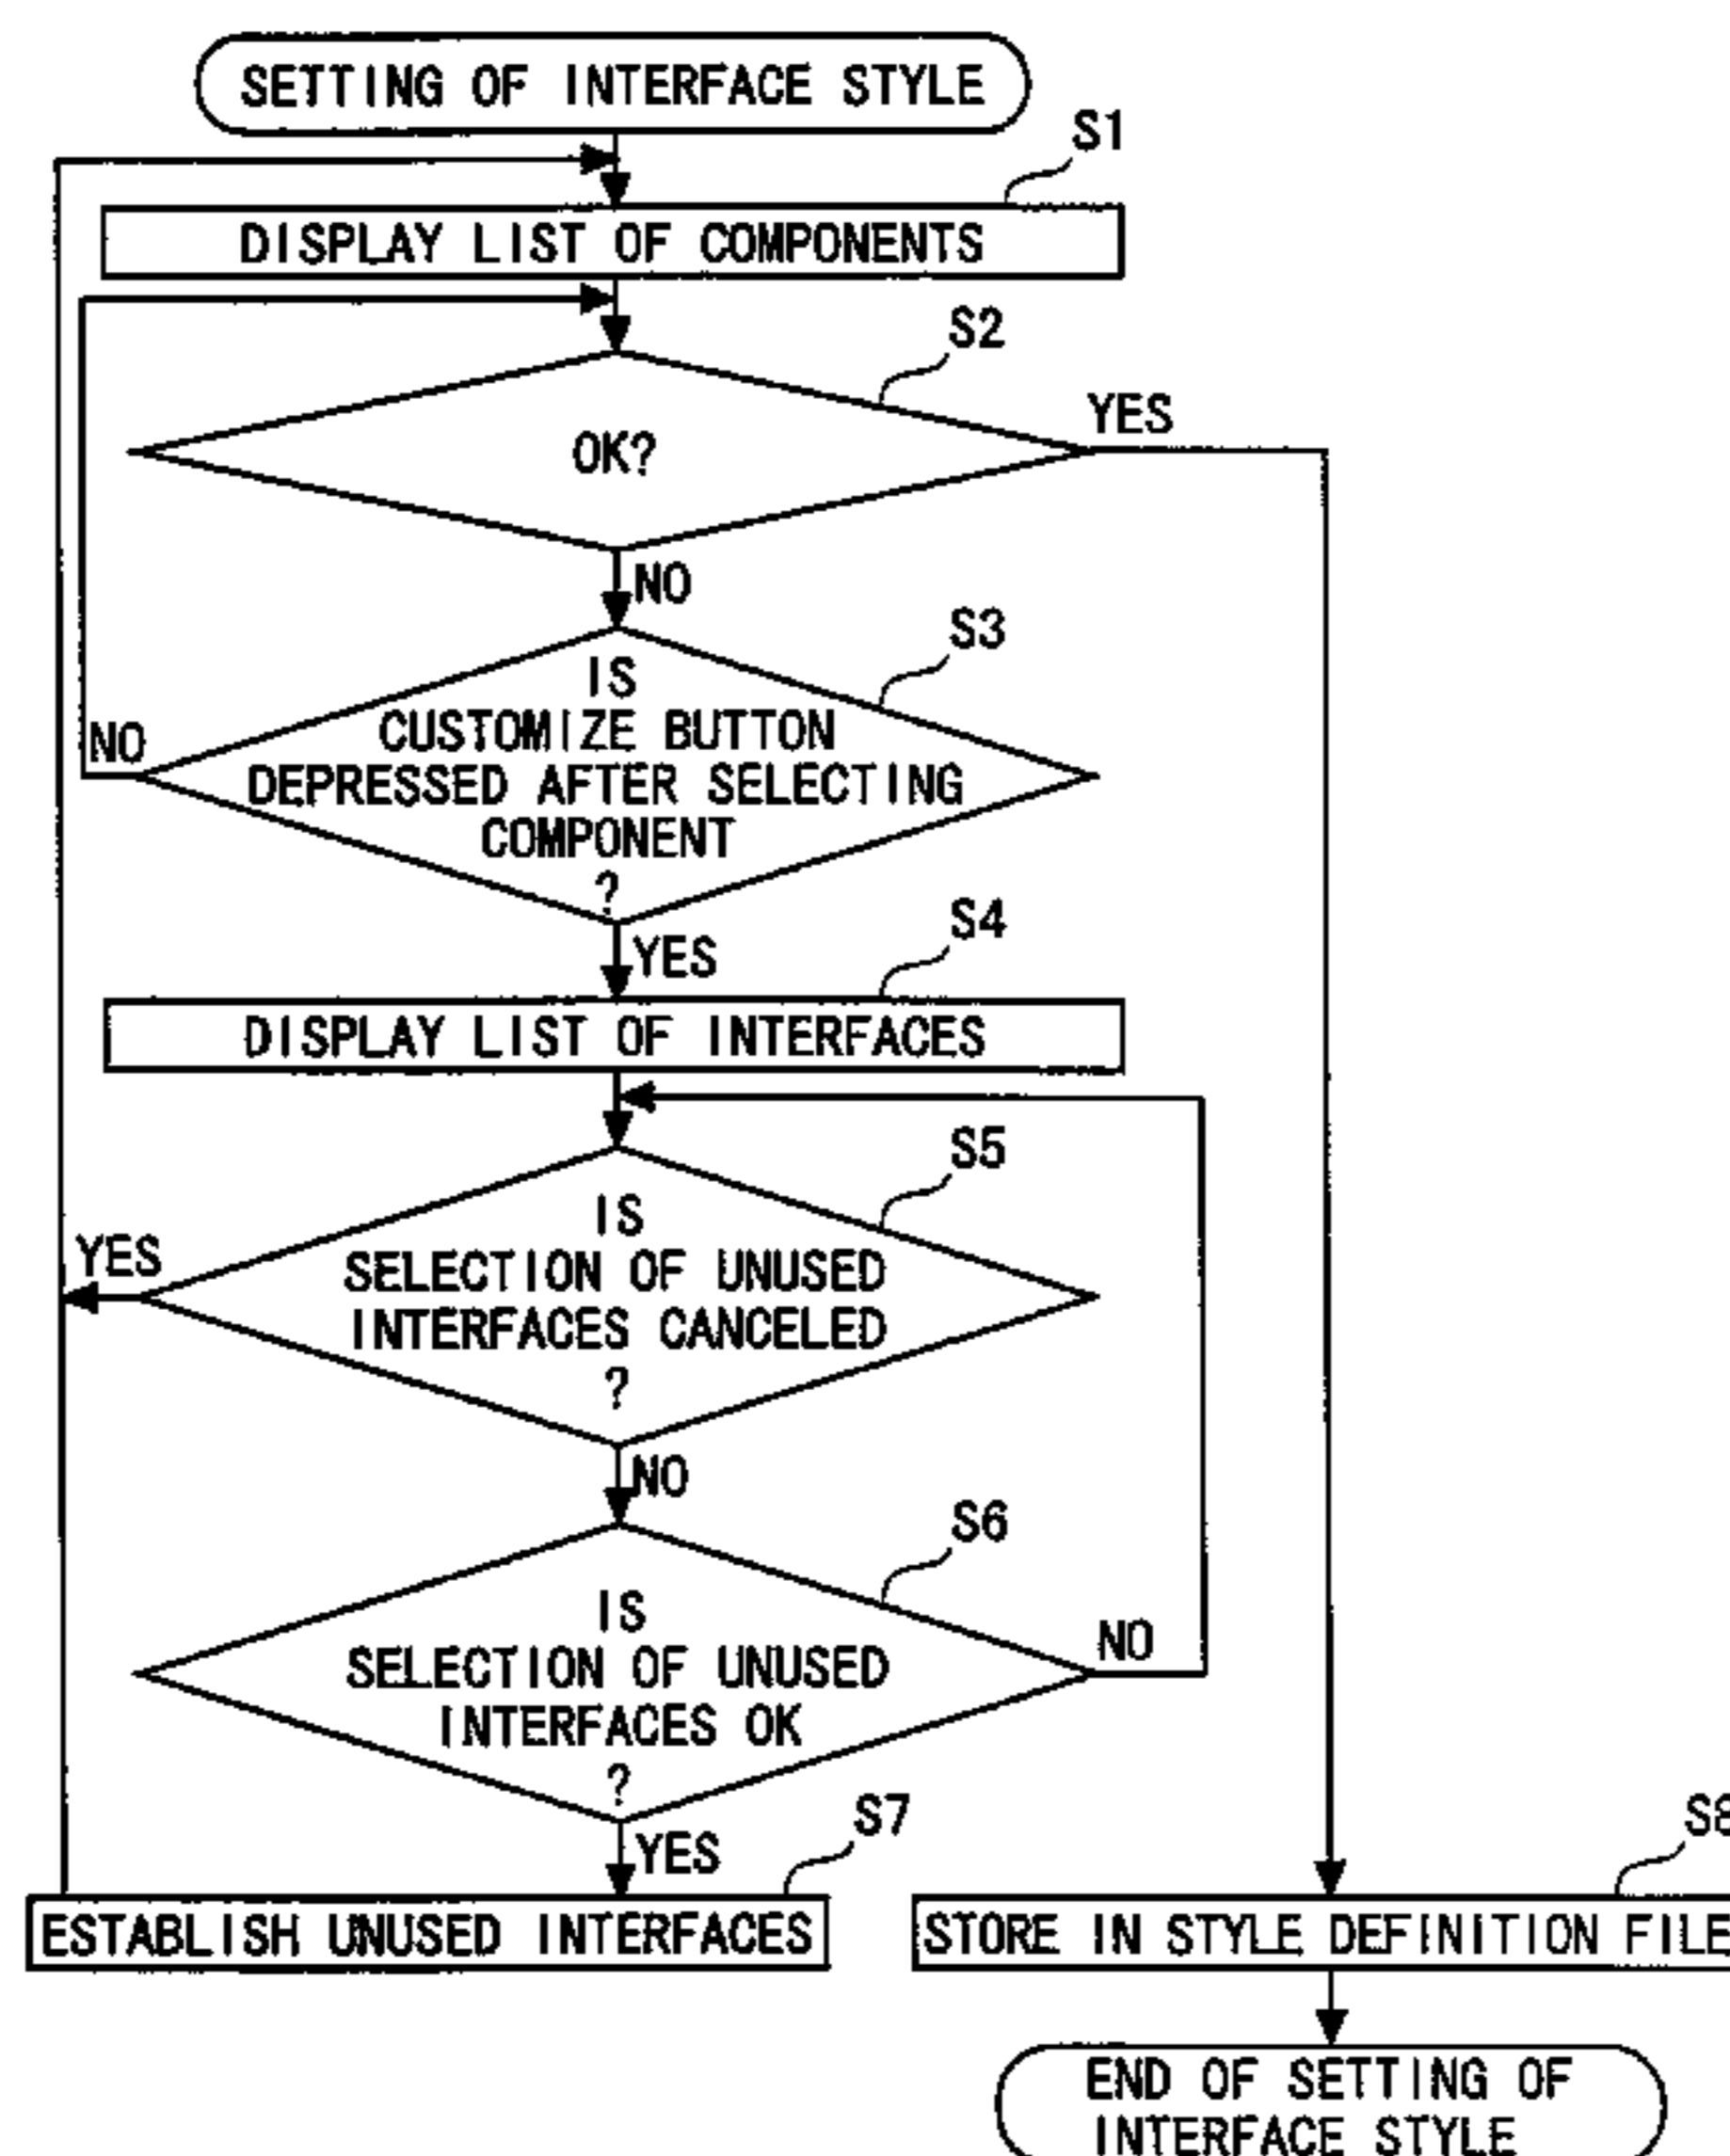 SETTING OF INTERFACE STYLE
S1
DISPLAY LIST OF COMPONENTS
S2
OK?
YES
NO
S3
IS
CUSTOMIZE BUTTON
DEPRESSED AFTER SELECTING
COMPONENT
?
NO
YES
S4
DISPLAY LIST OF INTERFACES
S5
IS
SELECTION OF UNUSED
INTERFACES CANCELED
?
YES
NO
S6
IS
SELECTION OF UNUSED
INTERFACES OK
?
NO
YES
S7
ESTABLISH UNUSED INTERFACES
S8
STORE IN STYLE DEFINITION FILE
END OF SETTING OF
INTERFACE STYLE